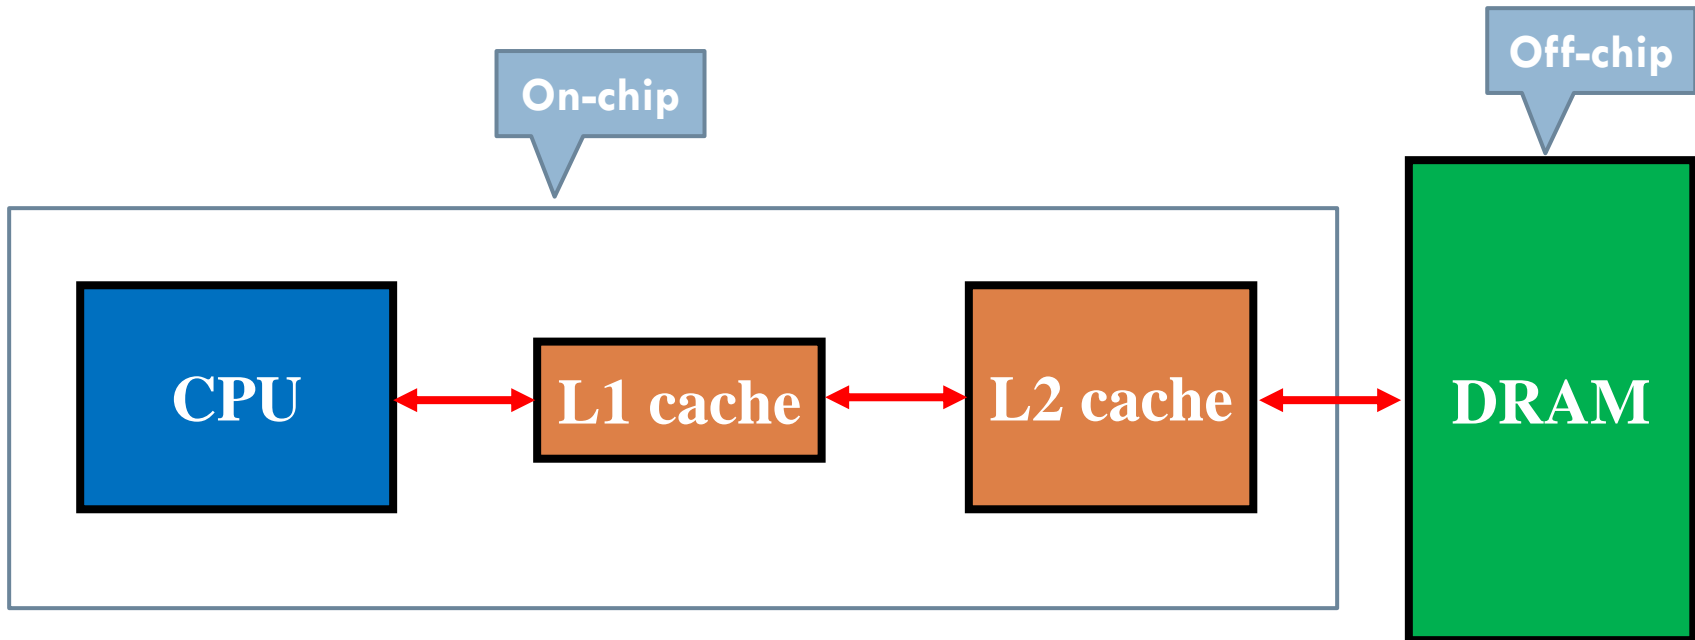 Off-chip
On-chip
CPU
L1 cache
L2 cache
DRAM